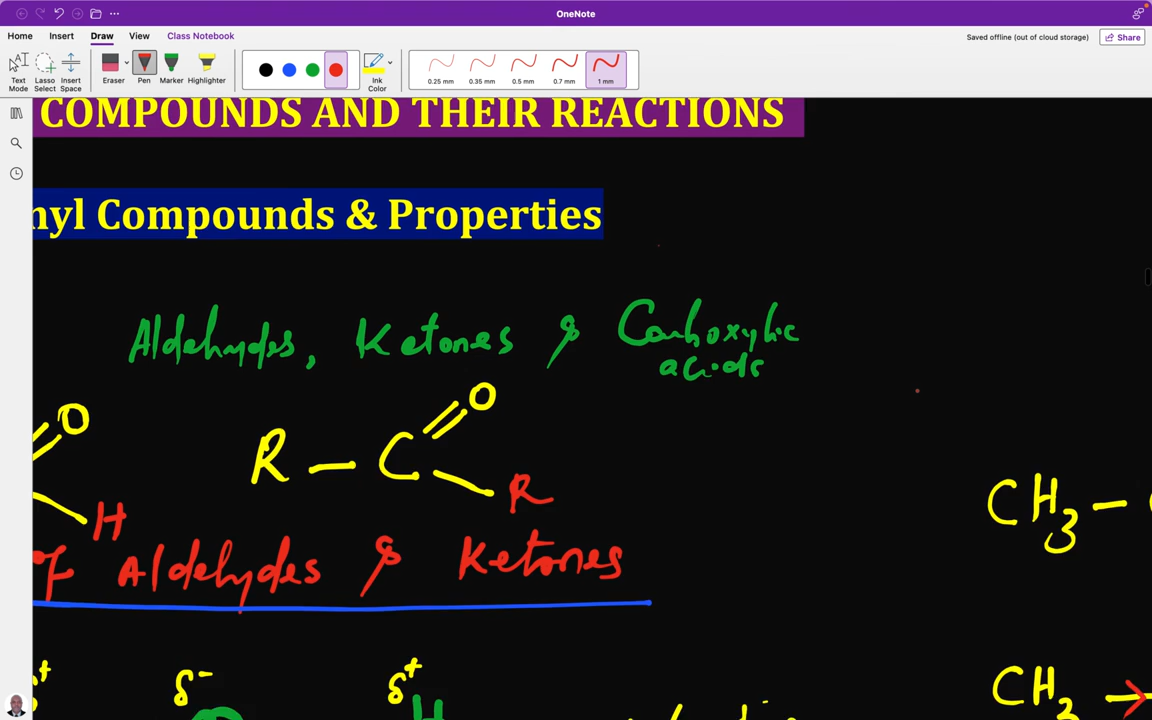 OneNote
Home Insert Draw View Class Notebook
Saved offline (out of cloud storage) Share
Text Mode Lasso Select Insert Space Eraser Pen Marker Highlighter Ink Color 0.25 mm 0.35 mm 0.5 mm 0.7 mm 1 mm
COMPOUNDS AND THEIR REACTIONS
nyl Compounds & Properties
Aldehydes, Ketones & Carboxylic acids
O R - C = O
H R
CH3 -
of Aldehydes & Ketones
δ+ δ- δ+
CH3
H